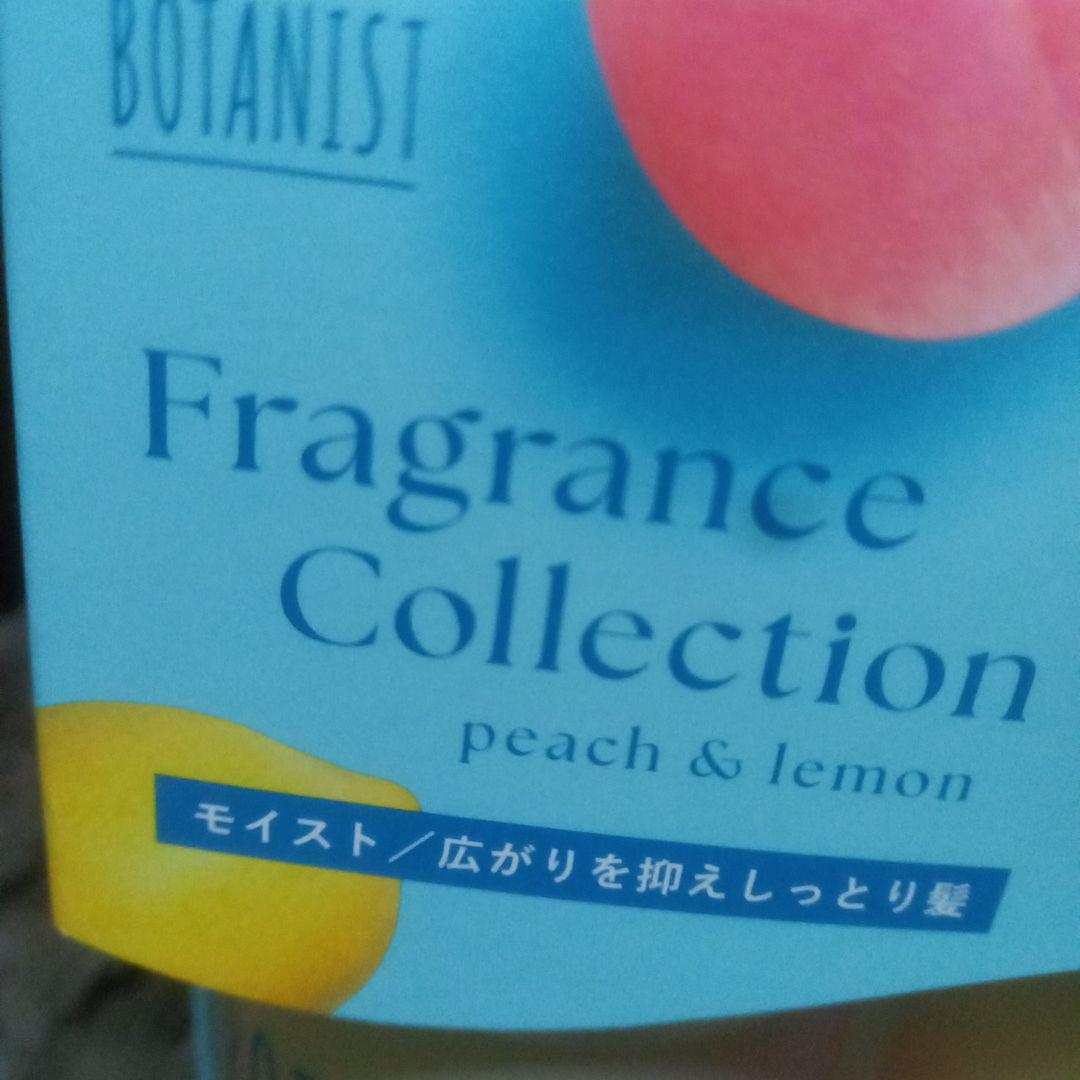 BOTANIST
Fragrance
Collection
peach & lemon
モイスト／広がりを抑えしっとり髪